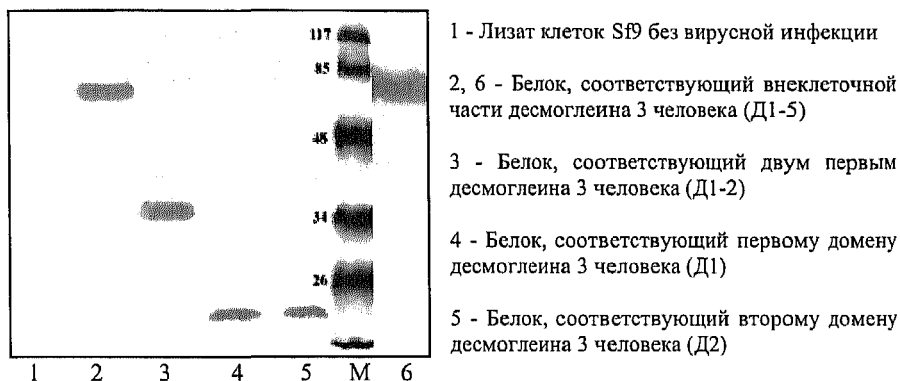 117
85
48
34
26
1 2 3 4 5 М 6
1 - Лизат клеток Sf9 без вирусной инфекции
2, 6 - Белок, соответствующий внеклеточной
части десмоглеина 3 человека (Д1-5)
3 - Белок, соответствующий двум первым
десмоглеина 3 человека (Д1-2)
4 - Белок, соответствующий первому домену
десмоглеина 3 человека (Д1)
5 - Белок, соответствующий второму домену
десмоглеина 3 человека (Д2)